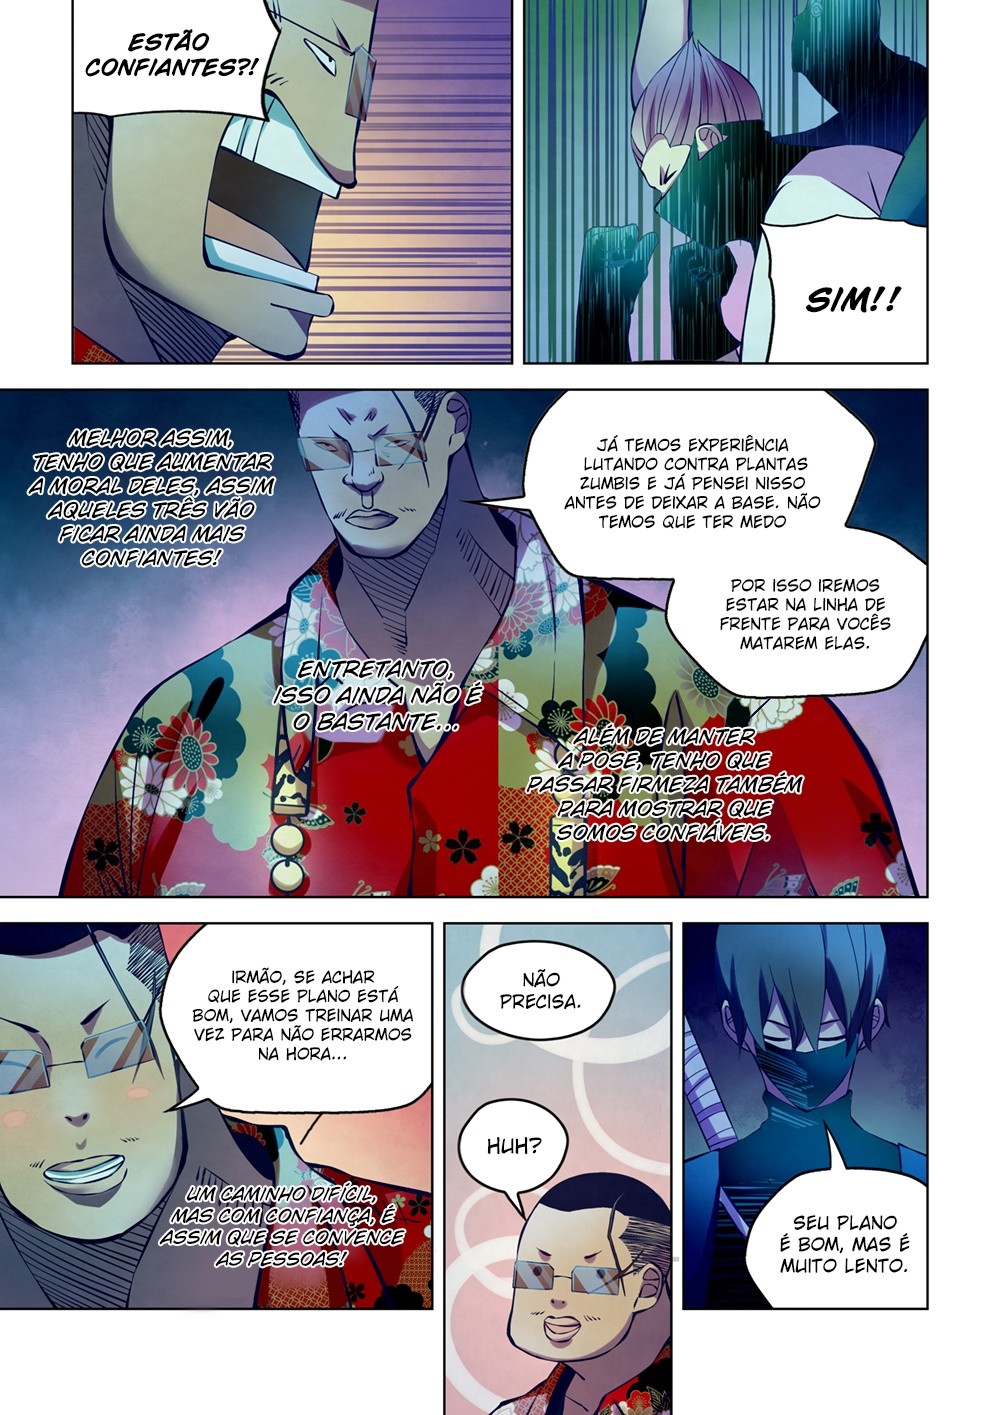 ESTÃO
CONFIANTES?!
SIM!!
MELHOR ASSIM,
TENHO QUE AUMENTAR
A MORAL DELES, ASSIM
AQUELES TRÊS VÃO
FICAR AINDA MAIS
CONFIANTES!
JÁ TEMOS EXPERIÊNCIA
LUTANDO CONTRA PLANTAS
ZUMBIS E JÁ PENSEI NISSO
ANTES DE DEIXAR A BASE. NÃO
TEMOS QUE TER MEDO
POR ISSO IREMOS
ESTAR NA LINHA DE
FRENTE PARA VOCÊS
MATAREM ELAS.
ENTRETANTO,
ISSO AINDA NÃO É
O BASTANTE...
ALÉM DE MANTER
A POSE, TENHO QUE
PASSAR FIRMEZA TAMBÉM
PARA MOSTRAR QUE
SOMOS CONFIÁVEIS.
IRMÃO, SE ACHAR
QUE ESSE PLANO ESTÁ
BOM, VAMOS TREINAR UMA
VEZ PARA NÃO ERRARMOS
NA HORA...
UM CAMINHO DIFÍCIL,
MAS COM CONFIANÇA, É
ASSIM QUE SE CONVENCE
AS PESSOAS!
NÃO
PRECISA.
HUH?
SEU PLANO
É BOM, MAS É
MUITO LENTO.